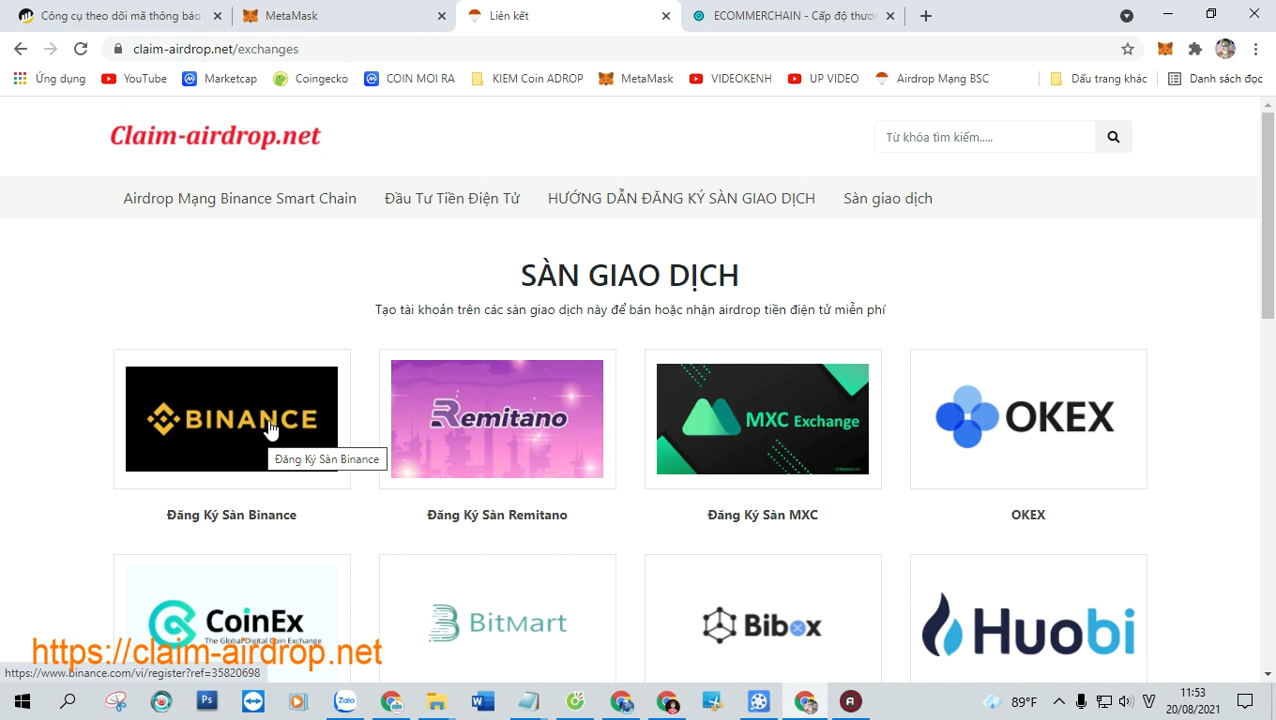 Công cụ theo dõi mã thông báo
MetaMask
Liên kết
ECOMMERCHAIN - Cấp độ thươ
claim-airdrop.net/exchanges
Ứng dụng
YouTube
Marketcap
Coingecko
COIN MOI RA
KIEM Coin ADROP
MetaMask
VIDEOKENH
UP VIDEO
Airdrop Mạng BSC
Dấu trang khác
Danh sách đọc
Claim-airdrop.net
Từ khóa tìm kiếm.....
Airdrop Mạng Binance Smart Chain
Đầu Tư Tiền Điện Tử
HƯỚNG DẪN ĐĂNG KÝ SÀN GIAO DỊCH
Sàn giao dịch
SÀN GIAO DỊCH
Tạo tài khoản trên các sàn giao dịch này để bán hoặc nhận airdrop tiền điện tử miễn phí
BINANCE
Remitano
MXC Exchange
OKEX
Đăng Ký Sàn Binance
Đăng Ký Sàn Binance
Đăng Ký Sàn Remitano
Đăng Ký Sàn MXC
OKEX
CoinEx
The Global Digital Coin Exchange
BitMart
Bibox
Huobi
https://claim-airdrop.net
https://www.binance.com/vi/register?ref=35820698
Ps
W
Zalo
A
89°F
V
11:53
20/08/2021